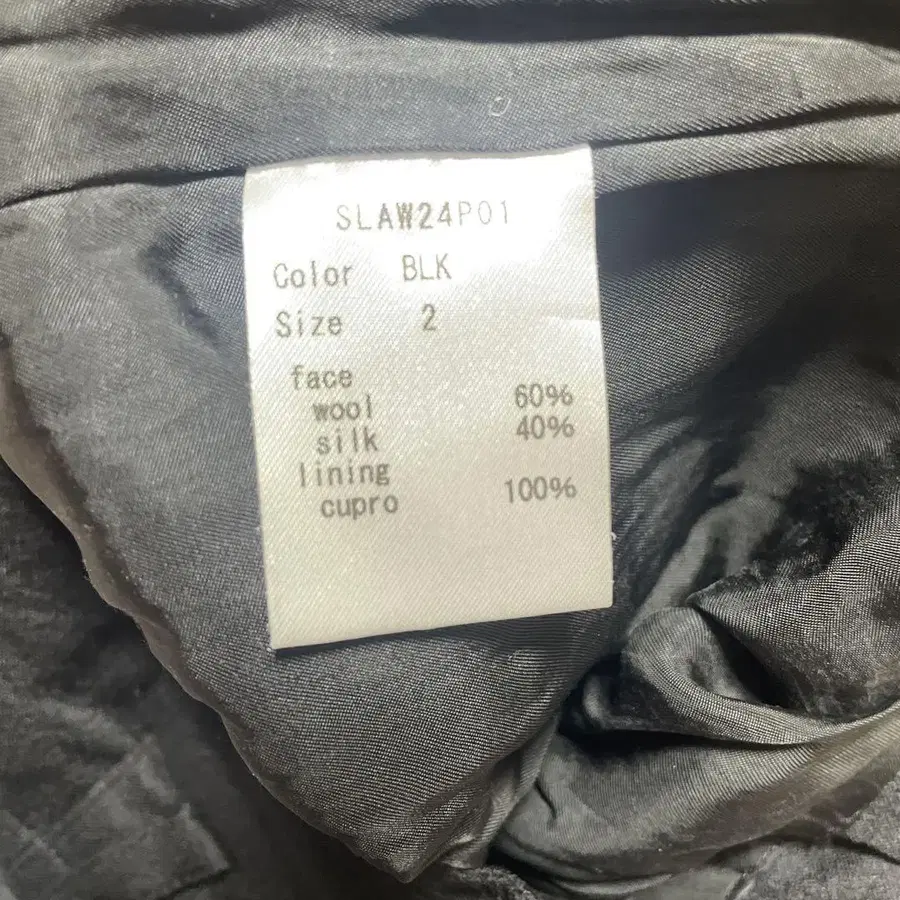 SLAW24P01
Color BLK
Size 2
face
wool 60%
silk 40%
lining
cupro 100%